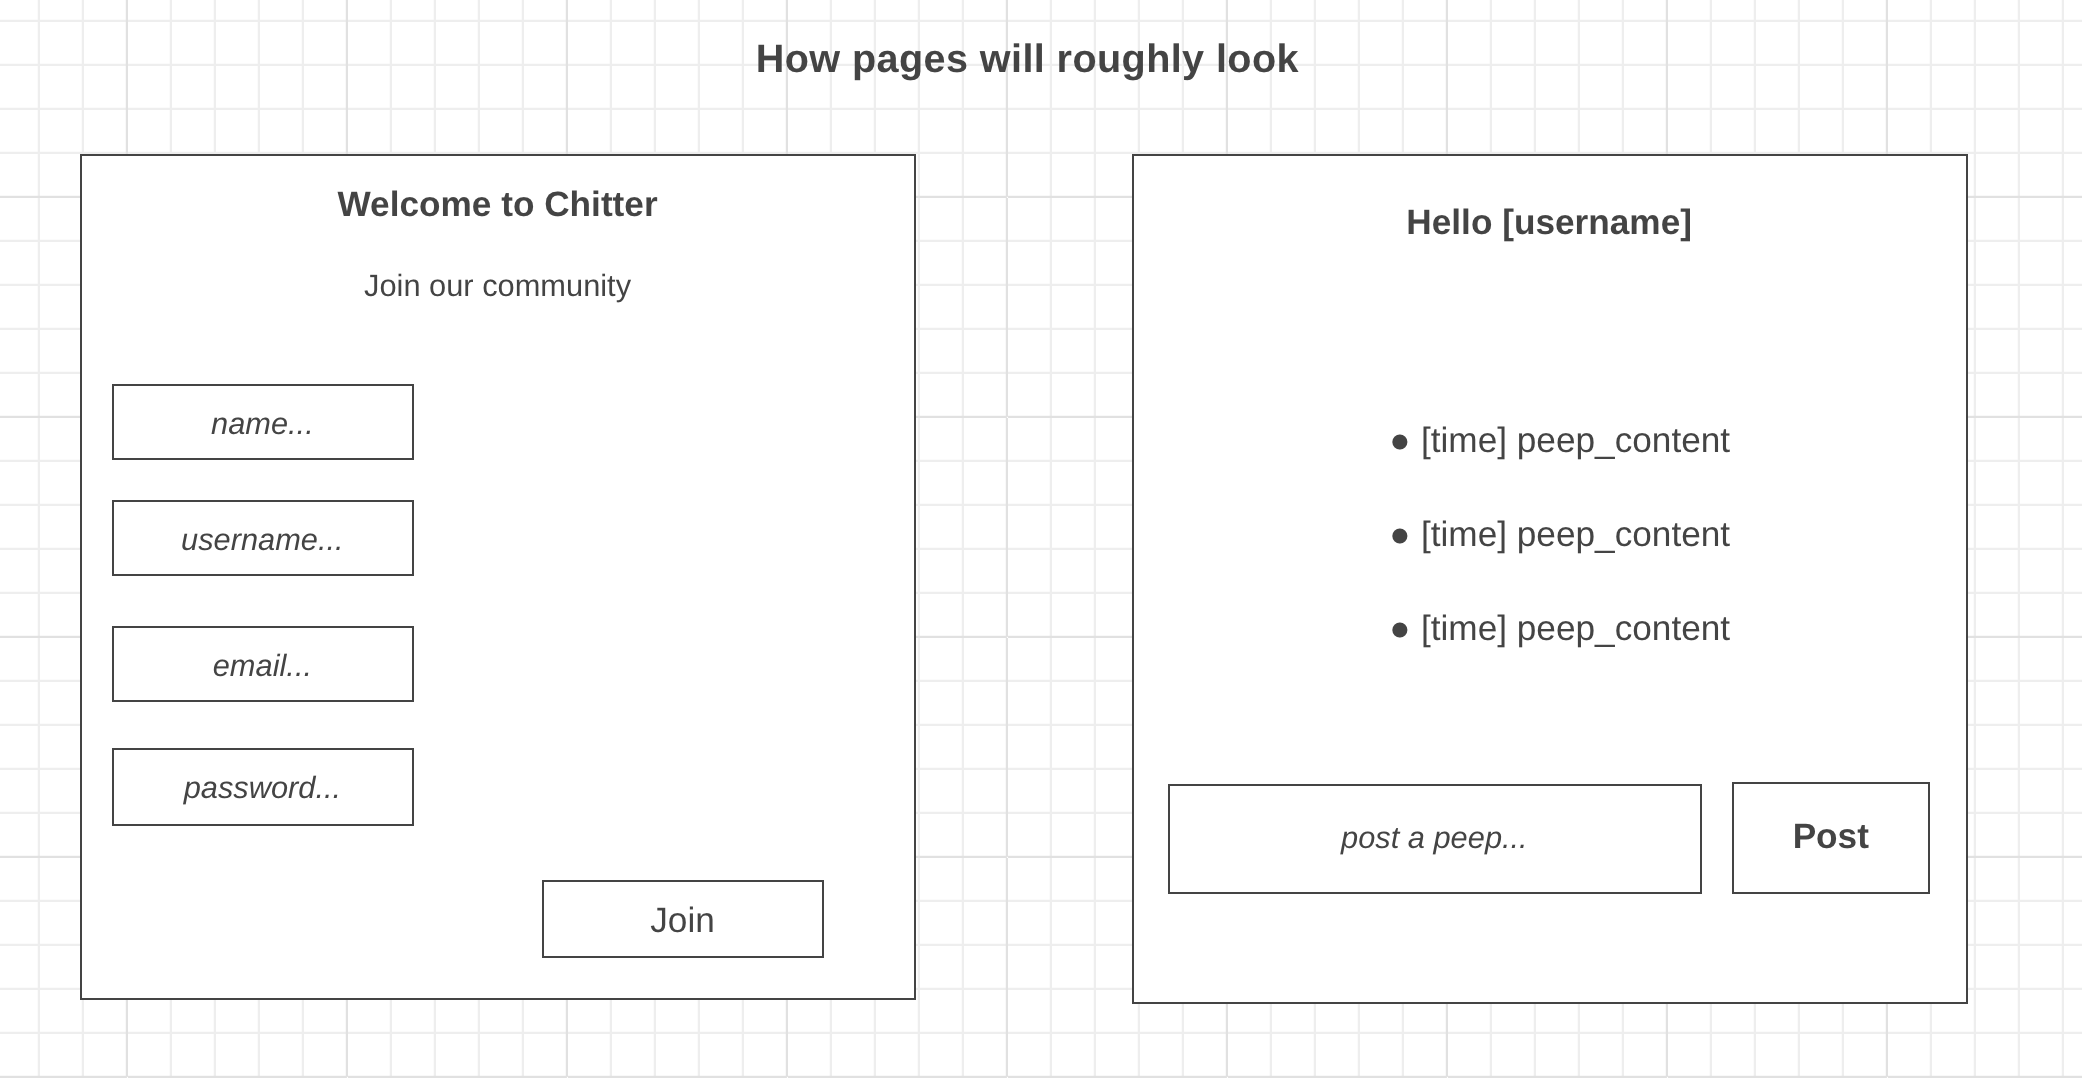 How pages will roughly look
Welcome to Chitter
Join our community
name...
username...
email...
password...
Join
Hello [username]
● [time] peep_content
● [time] peep_content
● [time] peep_content
post a peep...
Post